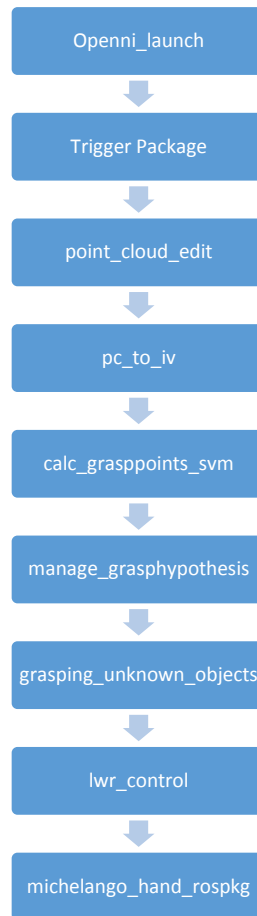 Openni_launch
Trigger Package
point_cloud_edit
pc_to_iv
calc_grasppoints_svm
manage_grasphypothesis
grasping_unknown_objects
lwr_control
michelango_hand_rospkg